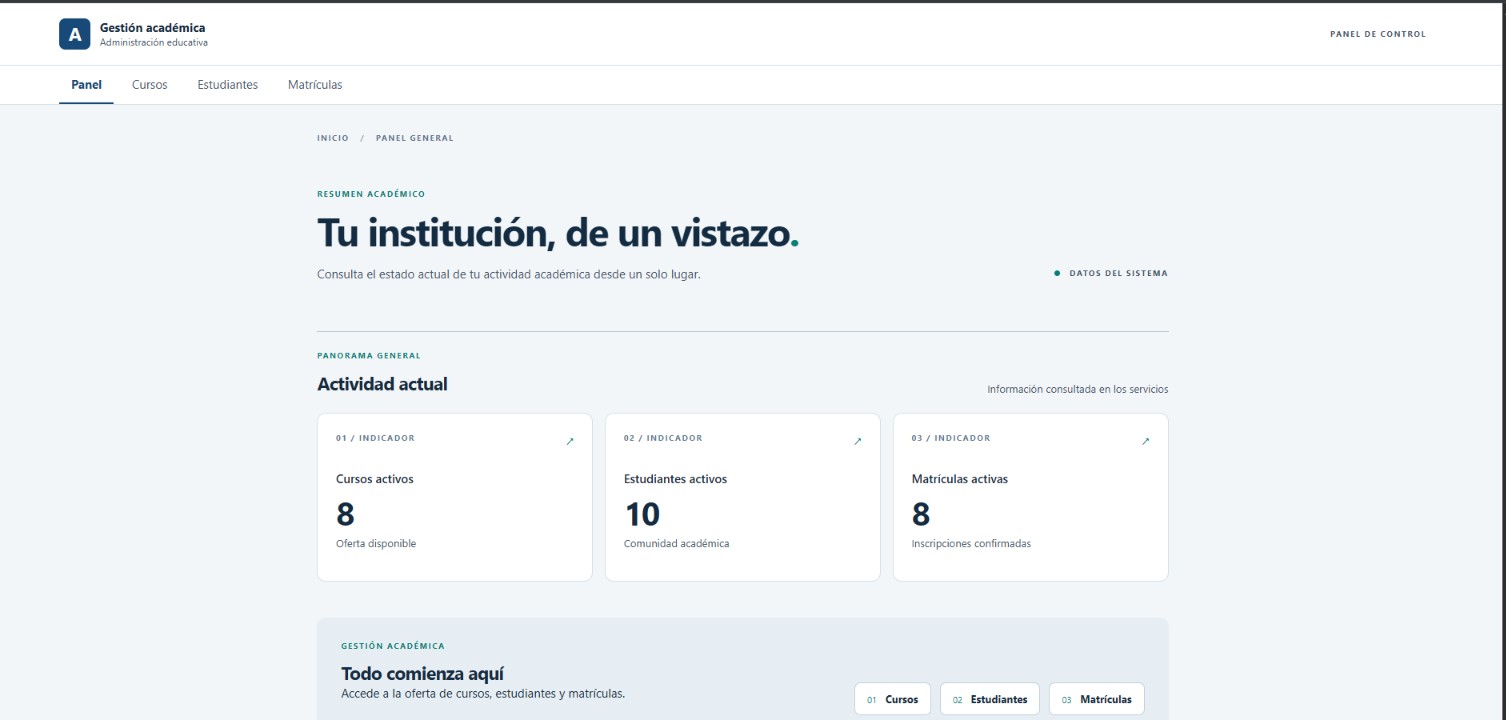 A
Gestión académica
Administración educativa
PANEL DE CONTROL
Panel Cursos Estudiantes Matrículas
INICIO / PANEL GENERAL
RESUMEN ACADÉMICO
Tu institución, de un vistazo.
Consulta el estado actual de tu actividad académica desde un solo lugar.
DATOS DEL SISTEMA
PANORAMA GENERAL
Actividad actual
Información consultada en los servicios
01 / INDICADOR ↗
Cursos activos
8
Oferta disponible
02 / INDICADOR ↗
Estudiantes activos
10
Comunidad académica
03 / INDICADOR ↗
Matrículas activas
8
Inscripciones confirmadas
GESTIÓN ACADÉMICA
Todo comienza aquí
Accede a la oferta de cursos, estudiantes y matrículas.
01 Cursos
02 Estudiantes
03 Matrículas